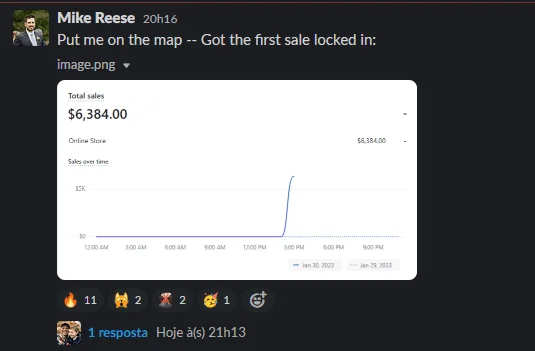 Mike Reese 20h16
Put me on the map -- Got the first sale locked in:
image.png
Total sales
$6,384.00 -
Online Store $6,384.00 -
Sales over time
$5K
$0
12:00 AM 3:00 AM 6:00 AM 9:00 AM 12:00 PM 3:00 PM 6:00 PM 9:00 PM
Jan 30, 2023 Jan 29, 2023
11 2 2 1
1 resposta Hoje à(s) 21h13